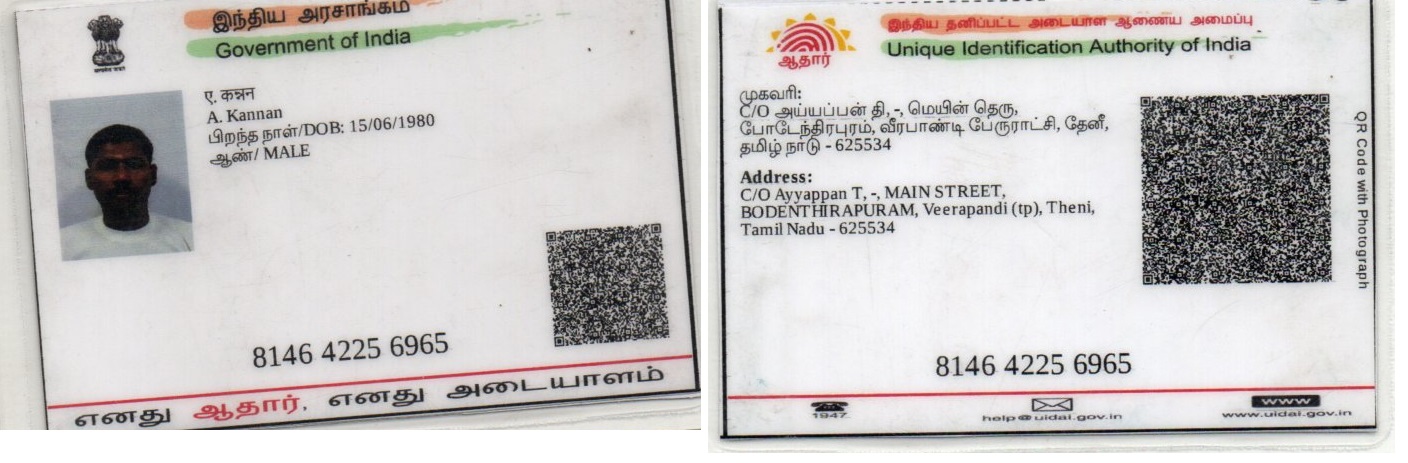 இந்திய அரசாங்கம்
Government of India
ஏ. கன்னன்
A. Kannan
பிறந்த நாள்/DOB: 15/06/1980
ஆண்/ MALE
8146 4225 6965
எனது ஆதார், எனது அடையாளம்
ஆதார்
இந்திய தனிப்பட்ட அடையாள ஆணைய அமைப்பு
Unique Identification Authority of India
முகவரி:
C/O அய்யப்பன் தி,-, மெயின் தெரு,
போடேந்திரபுரம், வீரபாண்டி பேருராட்சி, தேனீ,
தமிழ் நாடு - 625534
Address:
C/O Ayyappan T, -, MAIN STREET,
BODENTHIRAPURAM, Veerapandi (tp), Theni,
Tamil Nadu - 625534
QR Code with Photograph
8146 4225 6965
1947
help@uidai.gov.in
www
www.uidai.gov.in